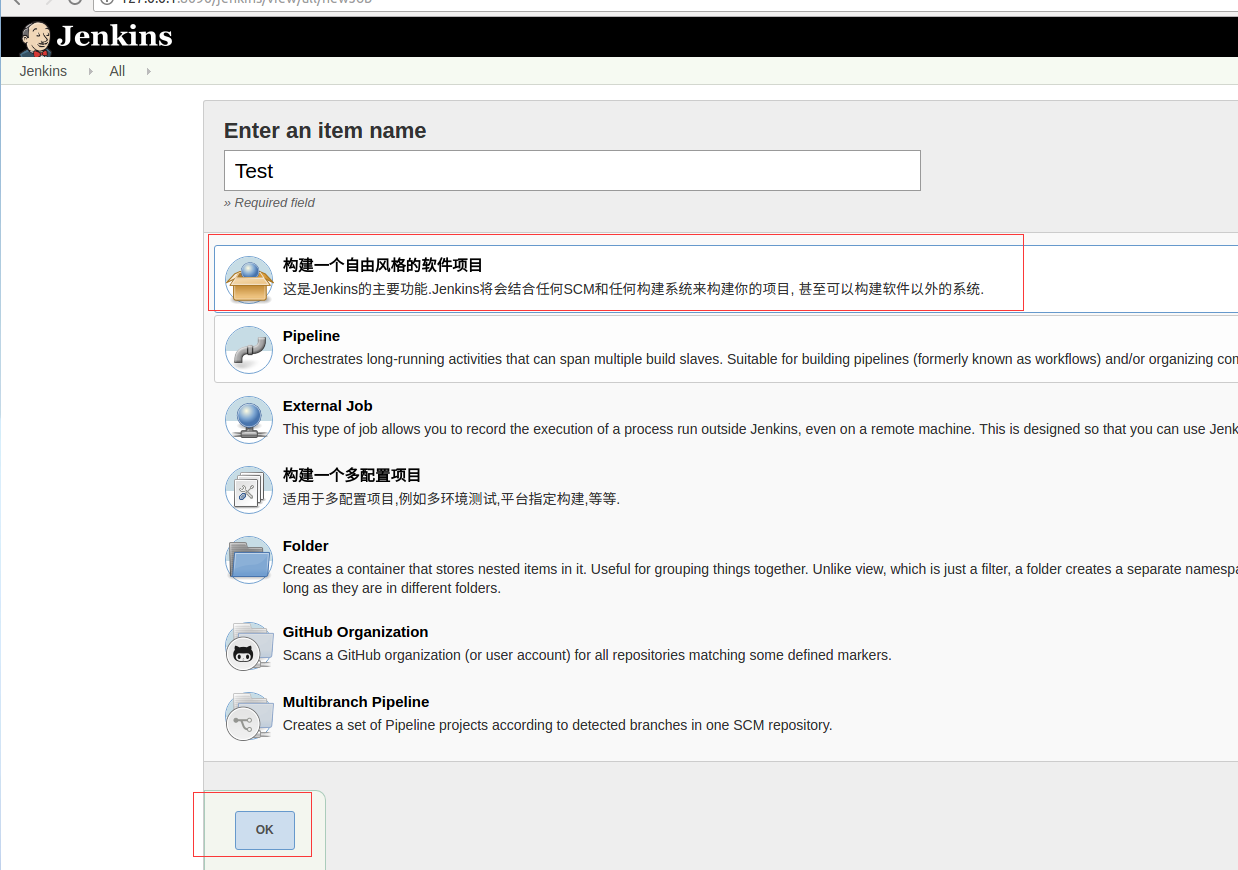 Jenkins
Jenkins
All
Enter an item name
Test
» Required field
构建一个自由风格的软件项目
这是Jenkins的主要功能.Jenkins将会结合任何SCM和任何构建系统来构建你的项目, 甚至可以构建软件以外的系统.
Pipeline
Orchestrates long-running activities that can span multiple build slaves. Suitable for building pipelines (formerly known as workflows) and/or organizing
External Job
This type of job allows you to record the execution of a process run outside Jenkins, even on a remote machine. This is designed so that you can use
构建一个多配置项目
适用于多配置项目,例如多环境测试,平台指定构建,等等.
Folder
Creates a container that stores nested items in it. Useful for grouping things together. Unlike view, which is just a filter, a folder creates a separate
long as they are in different folders.
GitHub Organization
Scans a GitHub organization (or user account) for all repositories matching some defined markers.
Multibranch Pipeline
Creates a set of Pipeline projects according to detected branches in one SCM repository.
OK